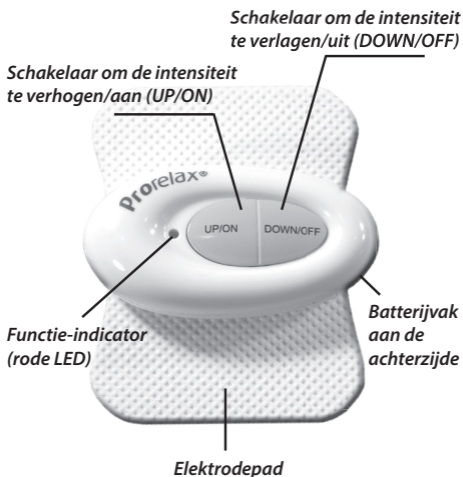 Schakelaar om de intensiteit
te verlagen/uit (DOWN/OFF)
Schakelaar om de intensiteit
te verhogen/aan (UP/ON)
Prorelax®
UP/ON
DOWN/OFF
Functie-indicator
(rode LED)
Batterijvak
aan de
achterzijde
Elektrodepad